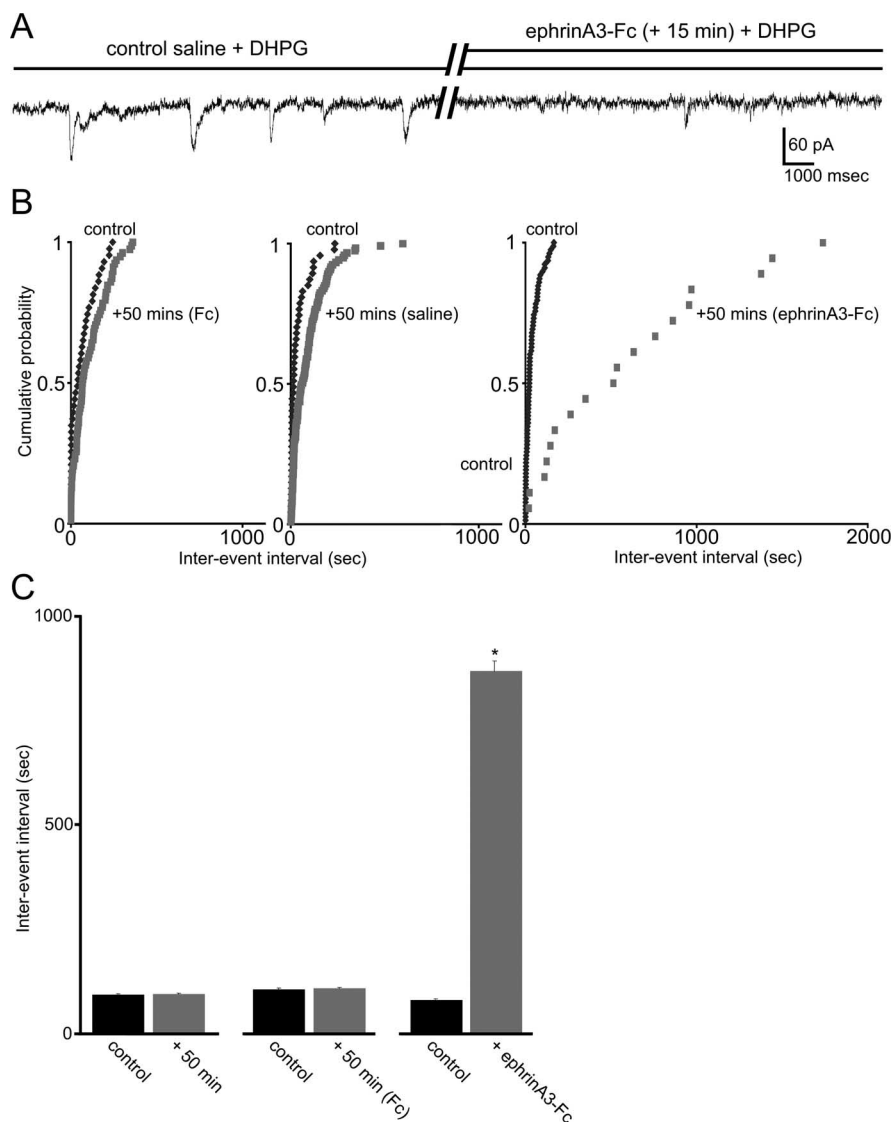 A
control saline + DHPG
ephrinA3-Fc (+ 15 min) + DHPG
60 pA
1000 msec
B
control
control
control
1
1
1
+50 mins (Fc)
+50 mins (saline)
+50 mins (ephrinA3-Fc)
Cumulative probability
0.5
0.5
0.5
control
0
0
0
0
1000
0
1000
0
1000
2000
Inter-event interval (sec)
Inter-event interval (sec)
C
1000
*
Inter-event interval (sec)
500
0
control
+ 50 min
control
+ 50 min (Fc)
control
+ ephrinA3-Fc